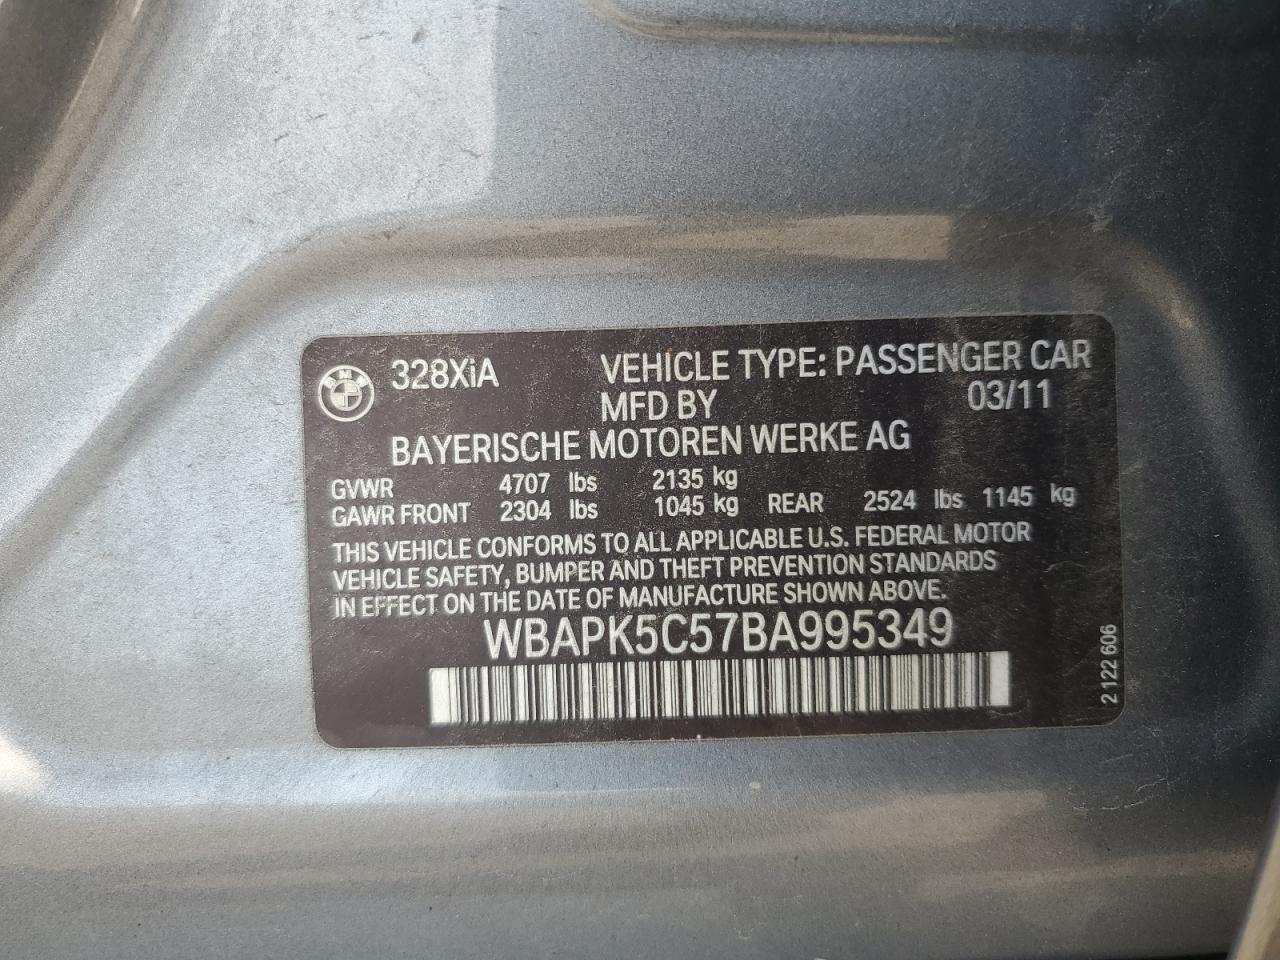 328XiA VEHICLE TYPE: PASSENGER CAR
MFD BY 03/11
BAYERISCHE MOTOREN WERKE AG
GVWR 4707 lbs 2135 kg
GAWR FRONT 2304 lbs 1045 kg REAR 2524 lbs 1145 kg
THIS VEHICLE CONFORMS TO ALL APPLICABLE U.S. FEDERAL MOTOR
VEHICLE SAFETY, BUMPER AND THEFT PREVENTION STANDARDS
IN EFFECT ON THE DATE OF MANUFACTURE SHOWN ABOVE.
WBAPK5C57BA995349
2 122 606